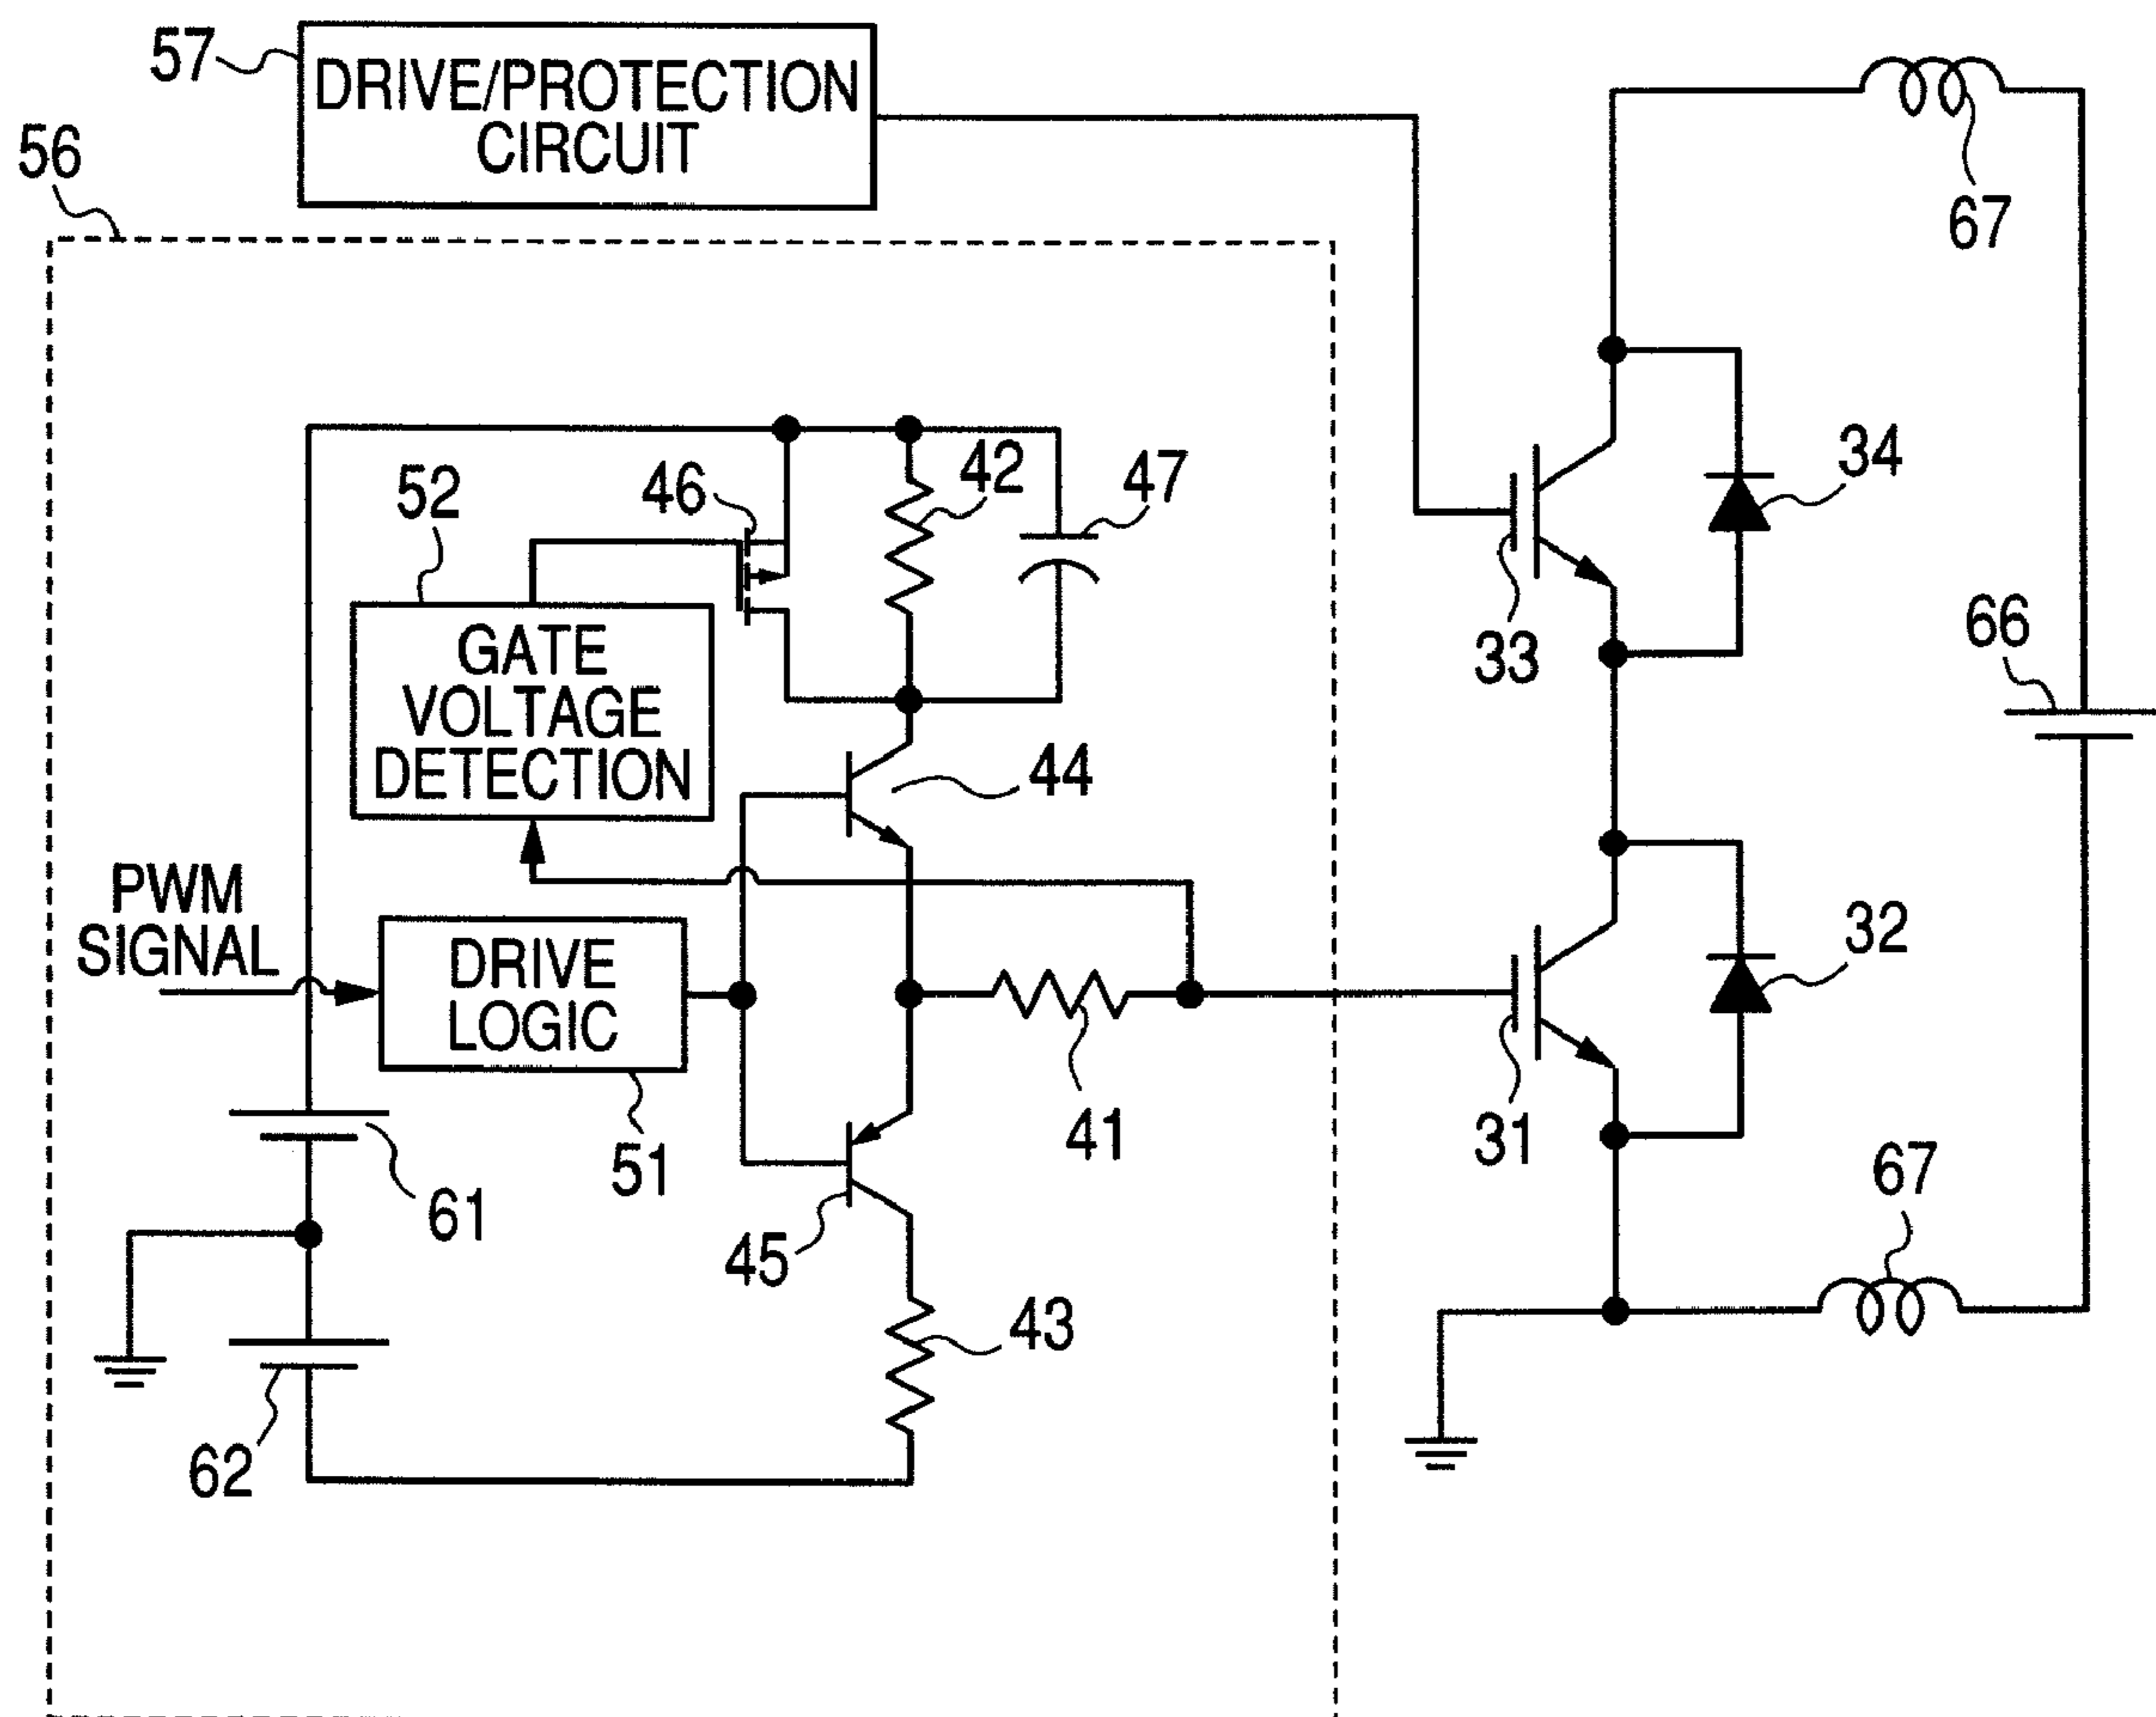 57
DRIVE/PROTECTION
CIRCUIT
56
67
42
47
34
52
46
33
66
GATE
VOLTAGE
DETECTION
44
PWM
SIGNAL
DRIVE
LOGIC
32
41
31
51
67
61
45
43
62